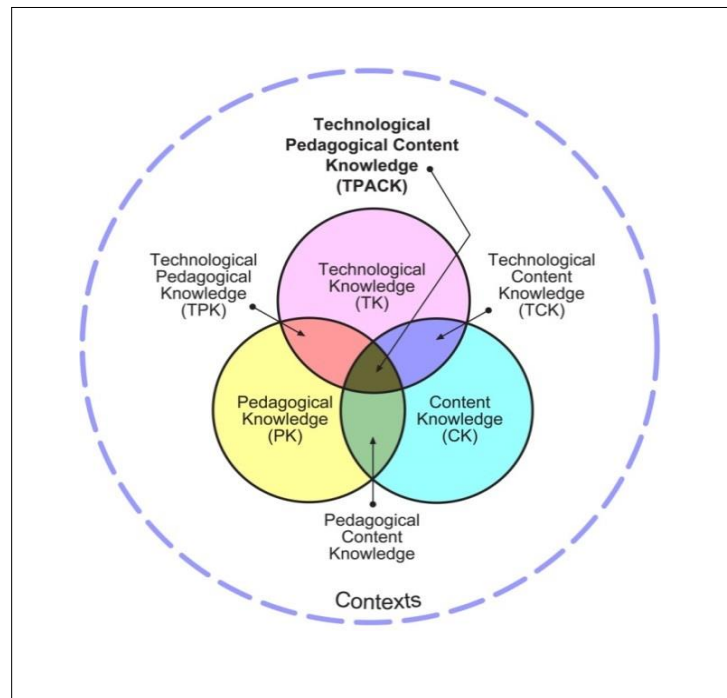 Technological
Pedagogical Content
Knowledge
(TPACK)
Technological
Pedagogical
Knowledge
(TPK)
Technological
Knowledge
(TK)
Technological
Content
Knowledge
(TCK)
Pedagogical
Knowledge
(PK)
Content
Knowledge
(CK)
Pedagogical
Content
Knowledge
Contexts